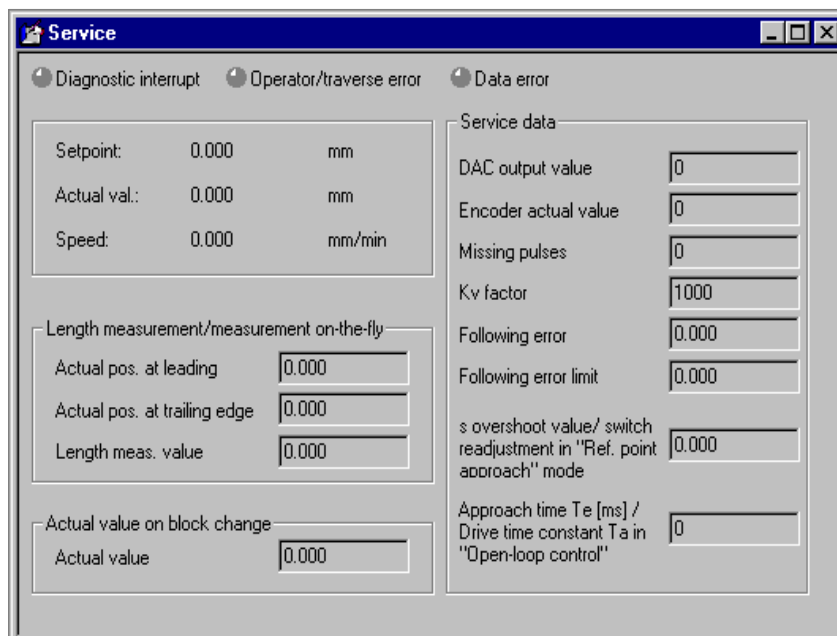 Service
Diagnostic interrupt Operator/traverse error Data error
Setpoint: 0.000 mm
Actual val.: 0.000 mm
Speed: 0.000 mm/min
Length measurement/measurement on-the-fly
Actual pos. at leading 0.000
Actual pos. at trailing edge 0.000
Length meas. value 0.000
Actual value on block change
Actual value 0.000
Service data
DAC output value 0
Encoder actual value 0
Missing pulses 0
Kv factor 1000
Following error 0.000
Following error limit 0.000
s overshoot value/ switch
readjustment in "Ref. point 0.000
approach" mode
Approach time Te [ms] /
Drive time constant Ta in 0
"Open-loop control"